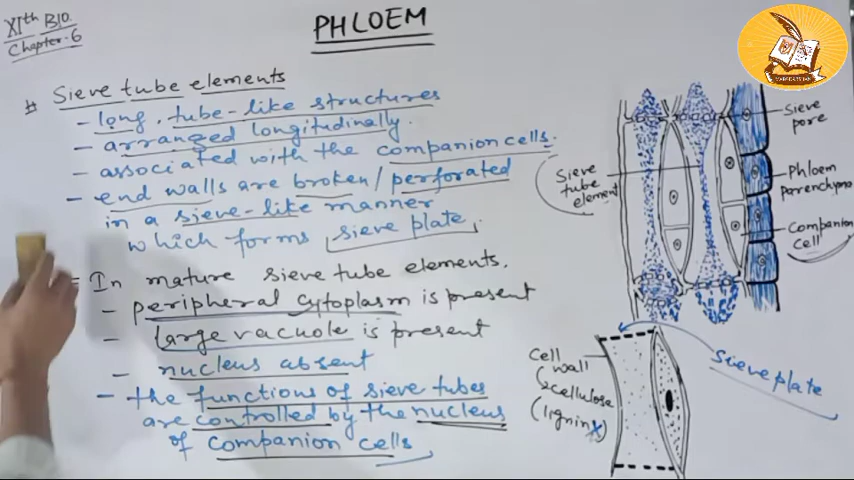 XIth BIO.
Chapter-6
PHLOEM
# Sieve tube elements
- long, tube-like structures
- arranged longitudinally.
- associated with the companion cells.
- end walls are broken/perforated
in a sieve-like manner
which forms sieve plate.
= In mature sieve tube elements.
- peripheral cytoplasm is present
- large vacuole is present
- nucleus absent
- the functions of sieve tubes
are controlled by the nucleus
of companion cells
Sieve pore
Sieve tube element
Phloem parenchyma
Companion cell
Cell wall
(cellulose
(lignin x)
Sieve plate